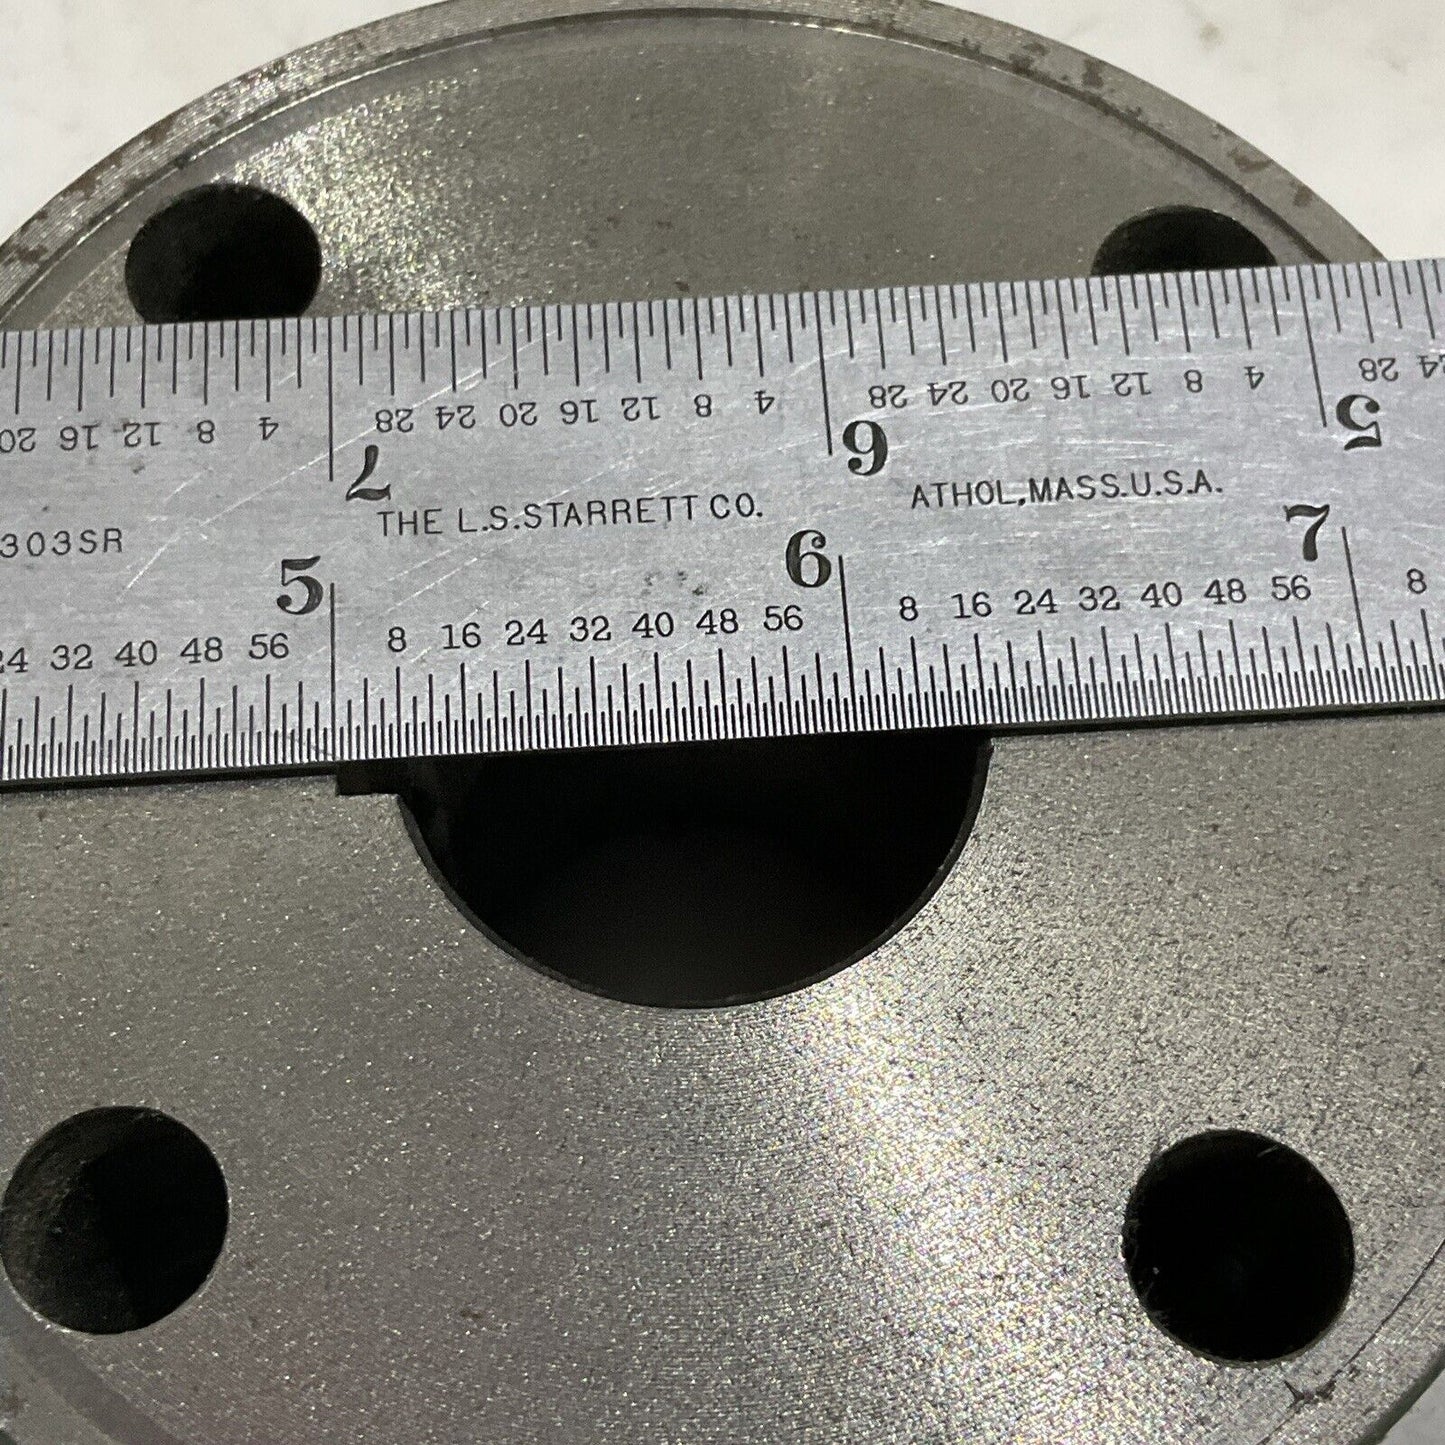 20 16 12 8 4 7 28 24 20 16 12 8 4 6 28 24 20 16 12 8 4 5 28
303SR THE L.S.STARRETT CO. ATHOL,MASS.U.S.A.
5 6 7
32 40 48 56 8 16 24 32 40 48 56 8 16 24 32 40 48 56 8